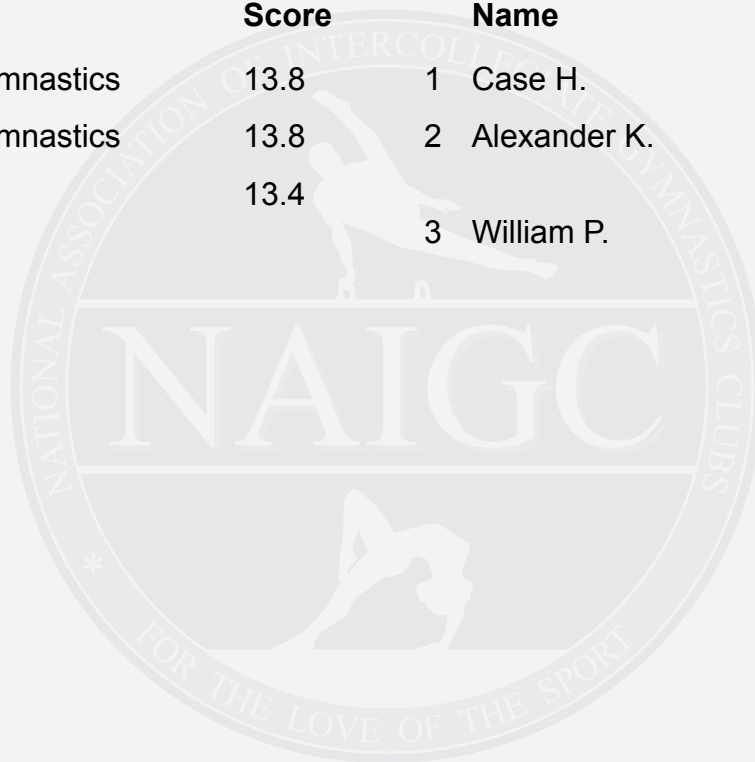 Score Name
mnastics 13.8 1 Case H.
mnastics 13.8 2 Alexander K.
13.4
3 William P.
NATIONAL ASSOCIATION OF INTERCOLLEGIATE GYMNASTICS CLUBS
NAIGC
* FOR THE LOVE OF THE SPORT